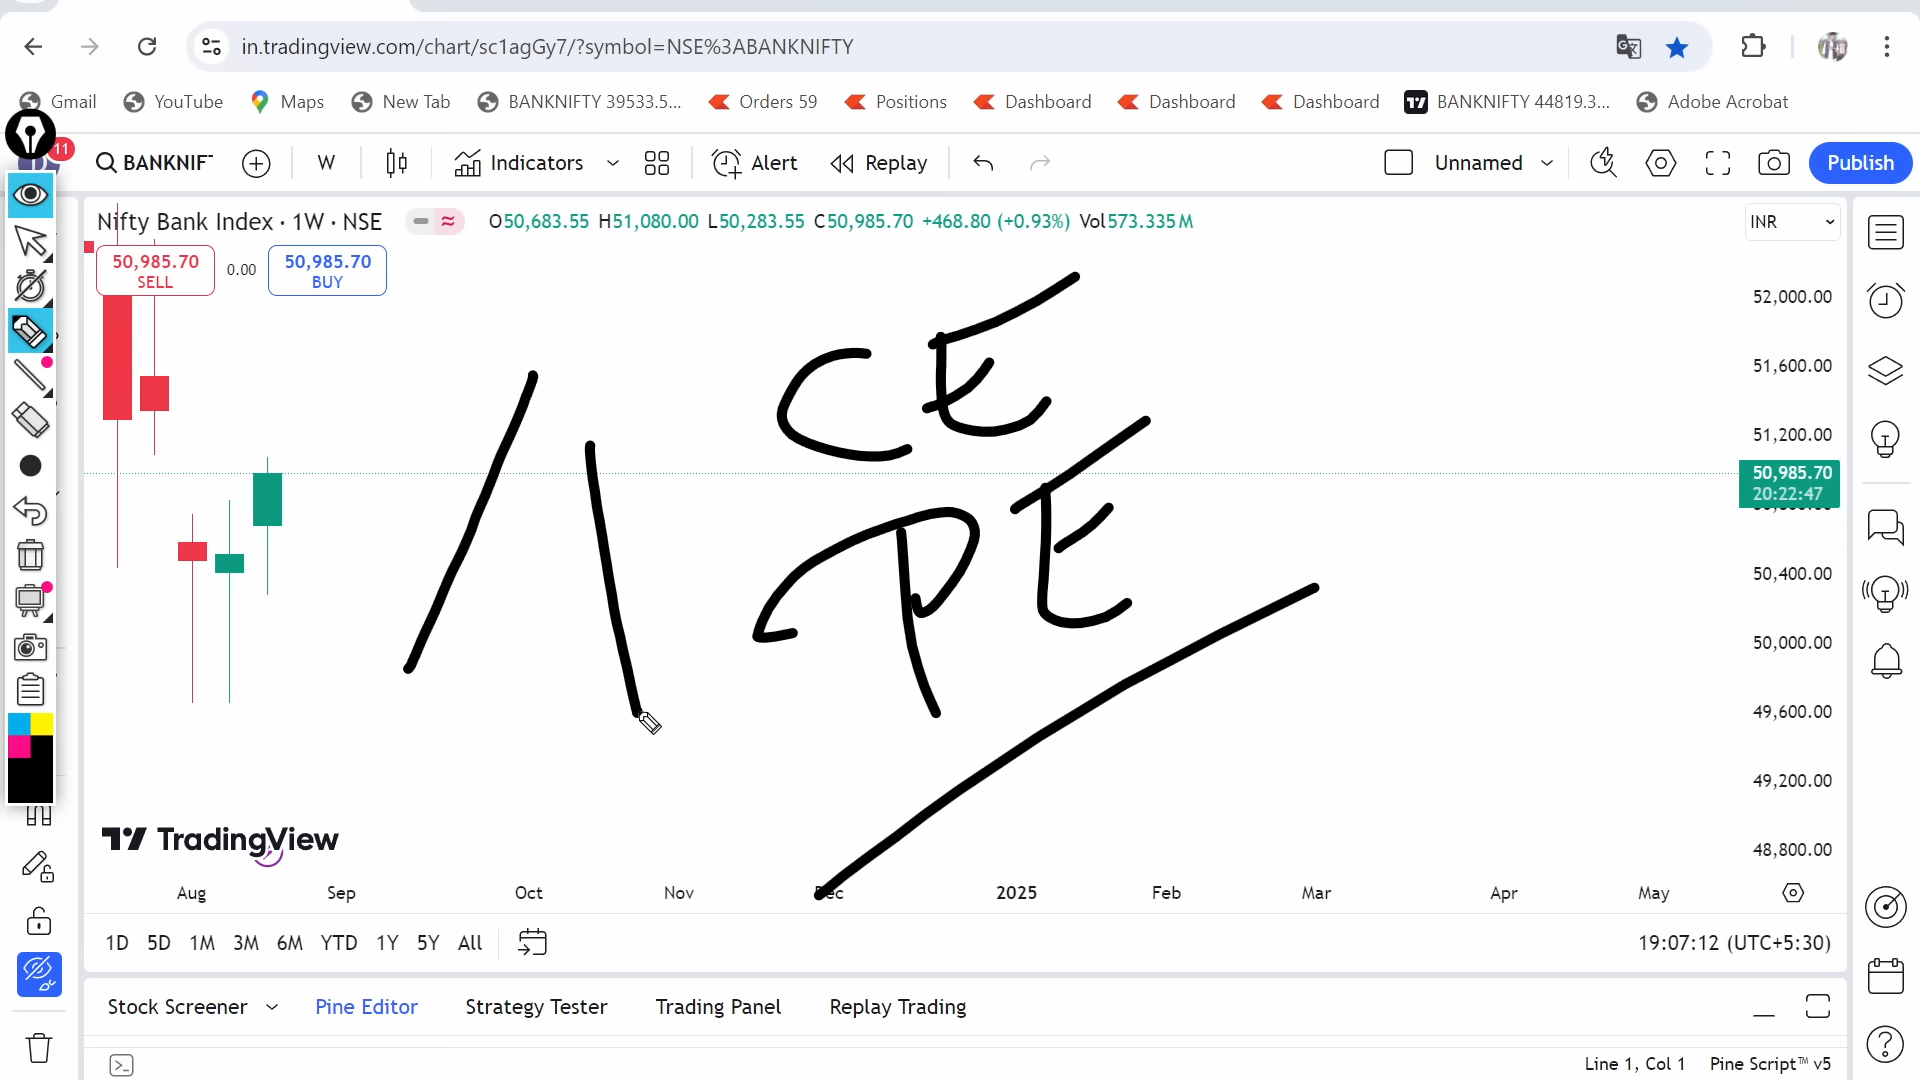 in.tradingview.com/chart/sc1agGy7/?symbol=NSE%3ABANKNIFTY
Gmail YouTube Maps New Tab BANKNIFTY 39533.5... Orders 59 Positions Dashboard Dashboard Dashboard BANKNIFTY 44819.3... Adobe Acrobat
11
BANKNIF W Indicators Alert Replay Unnamed Publish
Nifty Bank Index · 1W · NSE O50,683.55 H51,080.00 L50,283.55 C50,985.70 +468.80 (+0.93%) Vol573.335M INR
50,985.70 0.00 50,985.70
SELL BUY
52,000.00
CE
51,600.00
51,200.00
50,985.70
20:22:47
PE
50,400.00
50,000.00
49,600.00
49,200.00
TradingView
48,800.00
Aug Sep Oct Nov Dec 2025 Feb Mar Apr May
1D 5D 1M 3M 6M YTD 1Y 5Y All 19:07:12 (UTC+5:30)
Stock Screener Pine Editor Strategy Tester Trading Panel Replay Trading
Line 1, Col 1 Pine Script™ v5